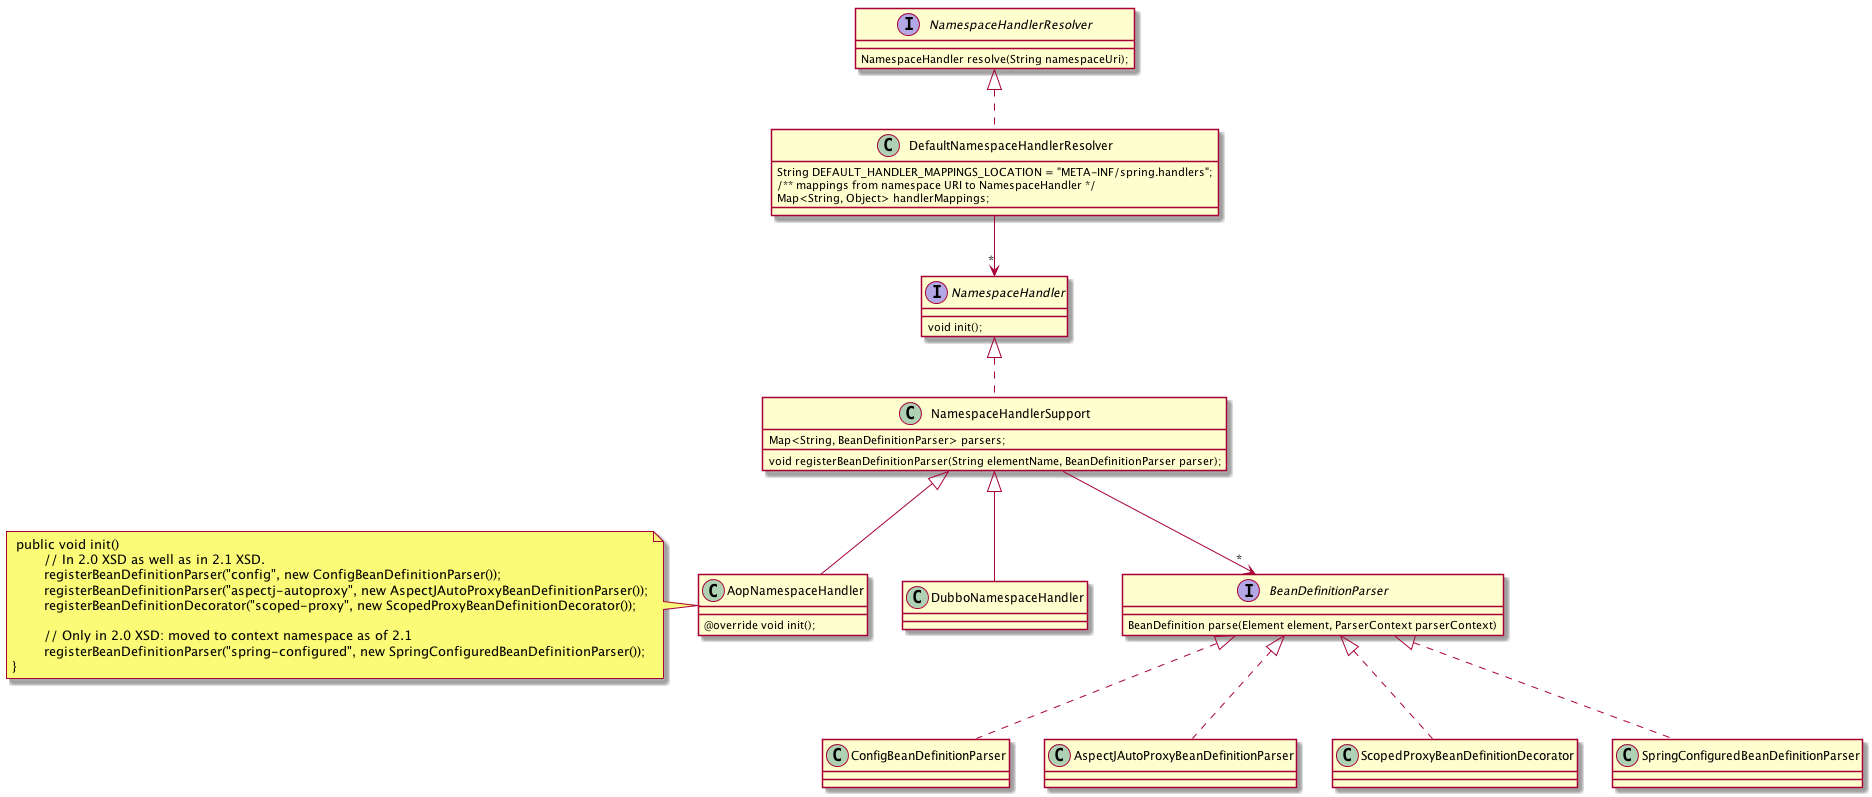 I NamespaceHandlerResolver
NamespaceHandler resolve(String namespaceUri);
C DefaultNamespaceHandlerResolver
String DEFAULT_HANDLER_MAPPINGS_LOCATION = "META-INF/spring.handlers";
/** mappings from namespace URI to NamespaceHandler */
Map<String, Object> handlerMappings;
*
I NamespaceHandler
void init();
C NamespaceHandlerSupport
Map<String, BeanDefinitionParser> parsers;
void registerBeanDefinitionParser(String elementName, BeanDefinitionParser parser);
public void init()
// In 2.0 XSD as well as in 2.1 XSD.
registerBeanDefinitionParser("config", new ConfigBeanDefinitionParser());
registerBeanDefinitionParser("aspectj-autoproxy", new AspectJAutoProxyBeanDefinitionParser());
registerBeanDefinitionDecorator("scoped-proxy", new ScopedProxyBeanDefinitionDecorator());
// Only in 2.0 XSD: moved to context namespace as of 2.1
registerBeanDefinitionParser("spring-configured", new SpringConfiguredBeanDefinitionParser());
}
C AopNamespaceHandler
@override void init();
C DubboNamespaceHandler
*
I BeanDefinitionParser
BeanDefinition parse(Element element, ParserContext parserContext)
C ConfigBeanDefinitionParser
C AspectJAutoProxyBeanDefinitionParser
C ScopedProxyBeanDefinitionDecorator
C SpringConfiguredBeanDefinitionParser